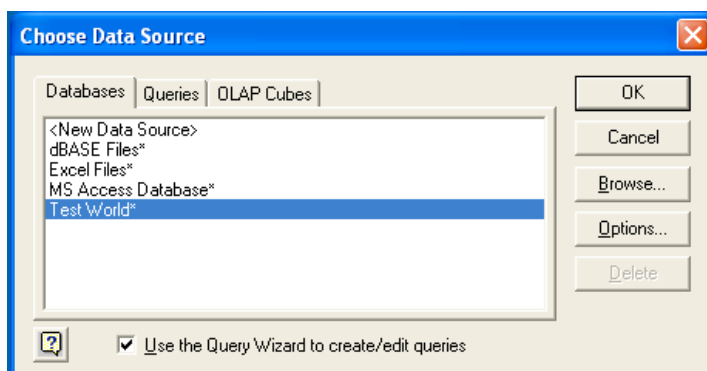 Choose Data Source
Databases
Queries
OLAP Cubes
<New Data Source>
dBASE Files*
Excel Files*
MS Access Database*
Test World*
OK
Cancel
Browse...
Options...
Delete
Use the Query Wizard to create/edit queries